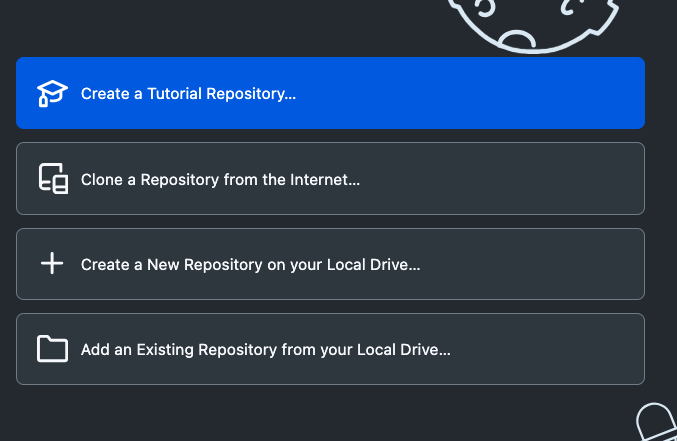 Create a Tutorial Repository...
Clone a Repository from the Internet...
Create a New Repository on your Local Drive...
Add an Existing Repository from your Local Drive...